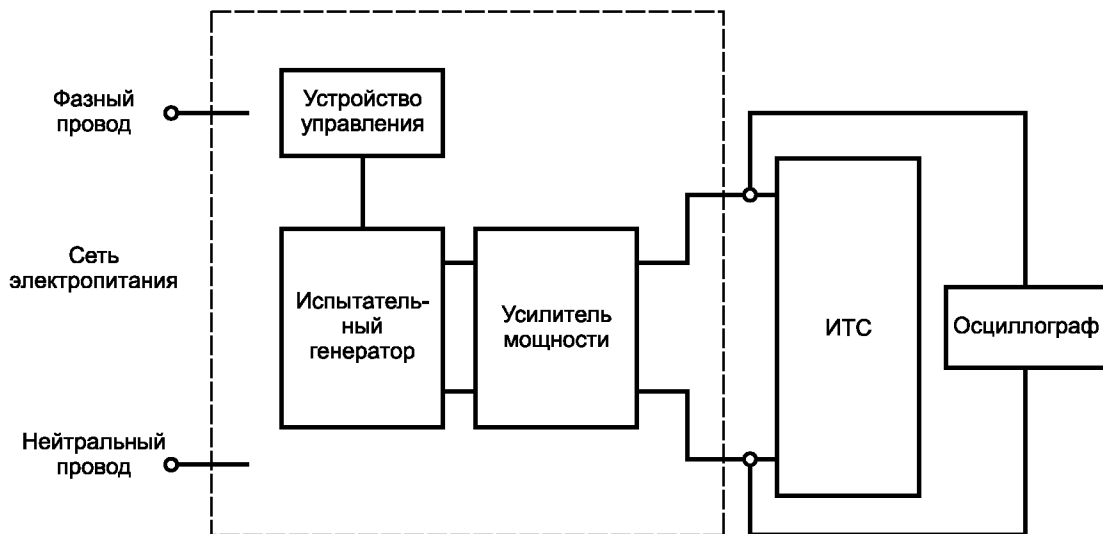 Фазный
провод
Устройство
управления
Сеть
электропитания
Испытатель-
ный
генератор
Усилитель
мощности
ИТС
Осциллограф
Нейтральный
провод